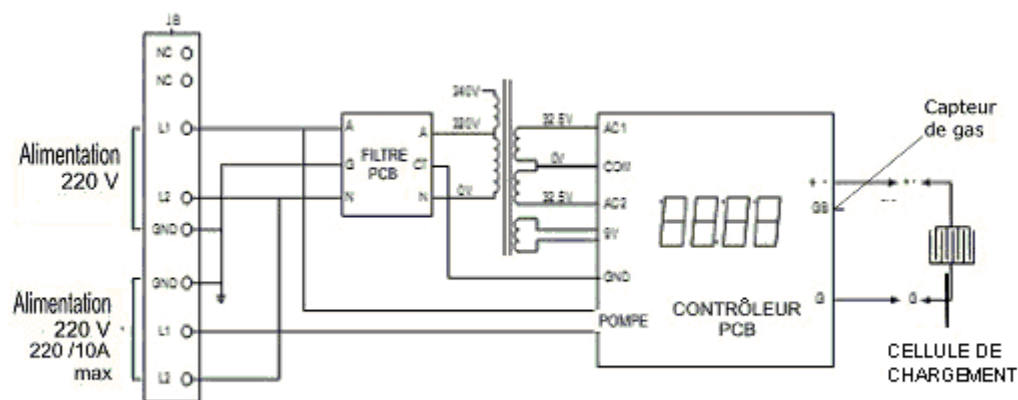 J8
NC
NC
L1
Alimentation
220 V
L2
GND
GND
Alimentation
220 V
220 /10A
max
L1
L2
A
G
N
FILTRE
PCB
A
CT
N
240V
220V
0V
32.5V
0V
32.5V
9V
AC1
COM
AC2
9V
GND
POMPE
CONTRÔLEUR
PCB
GS
G
G
Capteur
de gas
CELLULE DE
CHARGEMENT